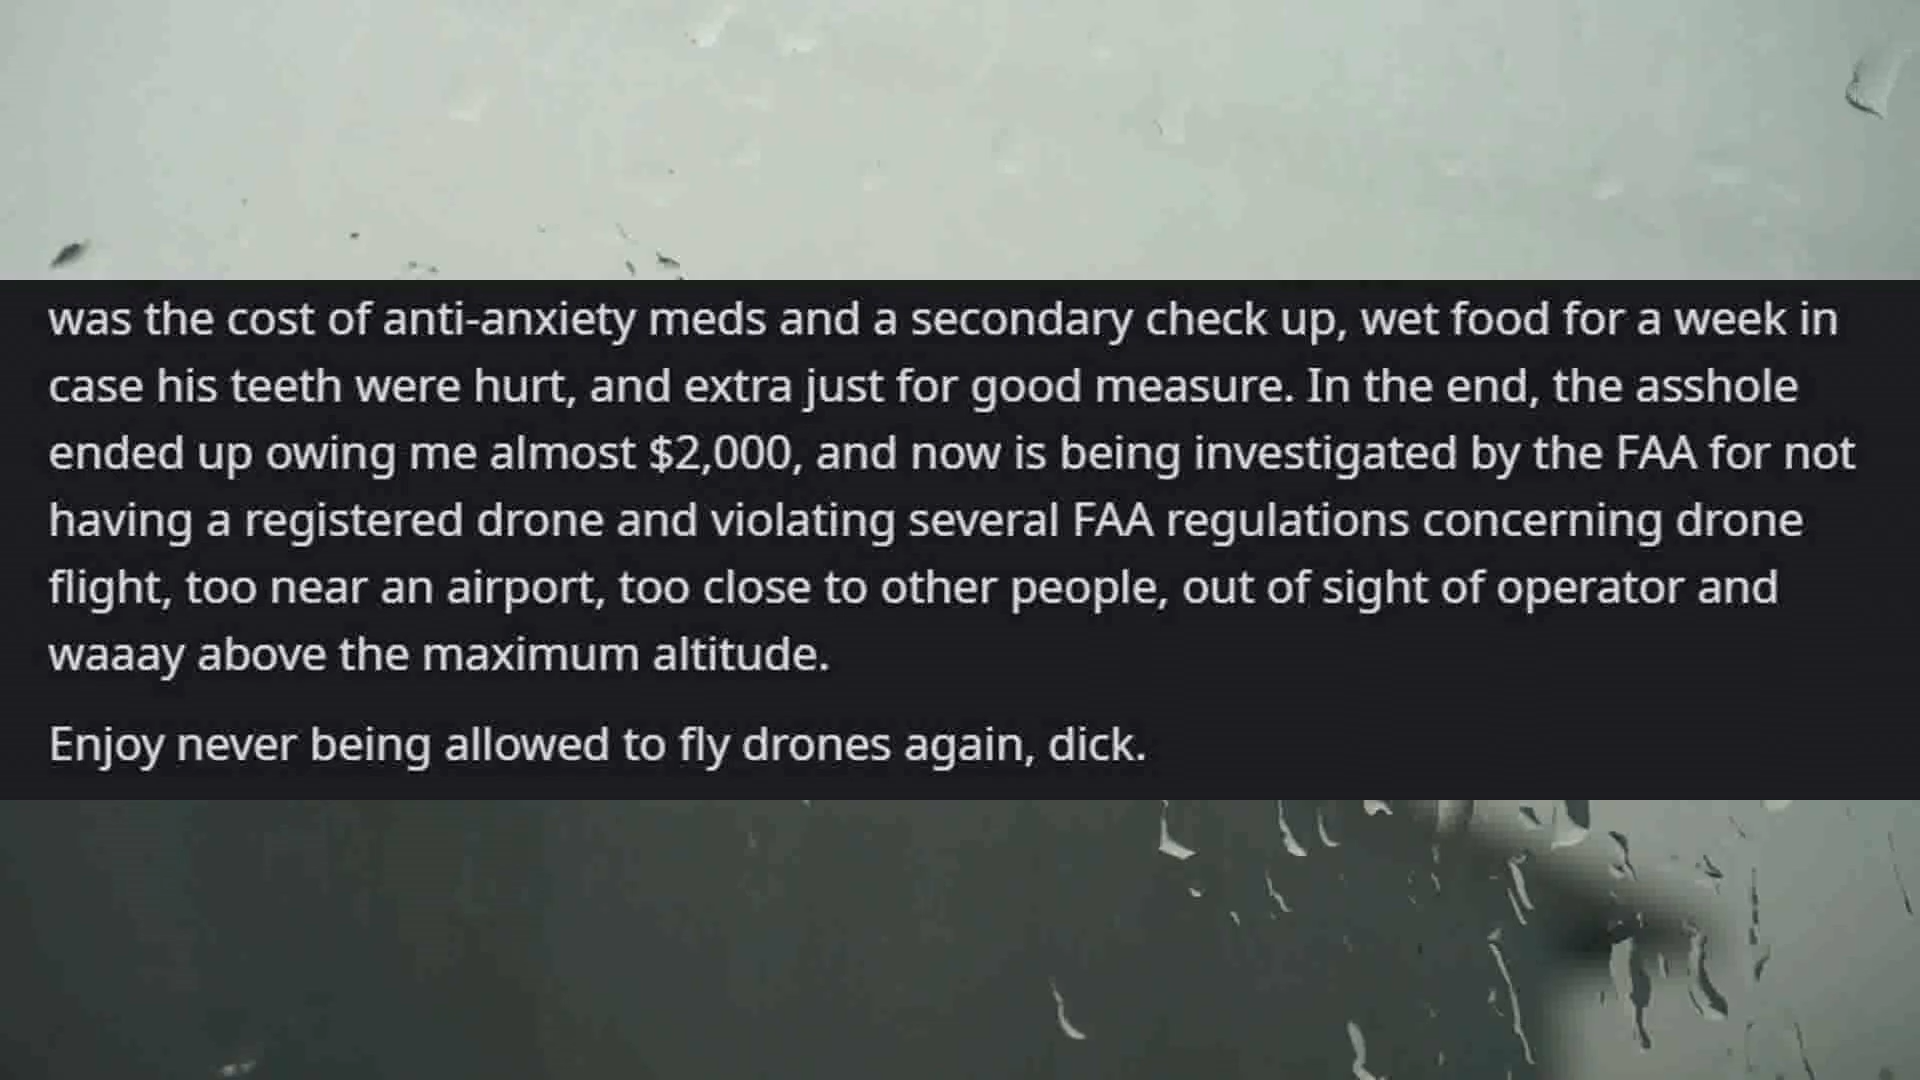 was the cost of anti-anxiety meds and a secondary check up, wet food for a week in
case his teeth were hurt, and extra just for good measure. In the end, the asshole
ended up owing me almost $2,000, and now is being investigated by the FAA for not
having a registered drone and violating several FAA regulations concerning drone
flight, too near an airport, too close to other people, out of sight of operator and
waaay above the maximum altitude.
Enjoy never being allowed to fly drones again, dick.